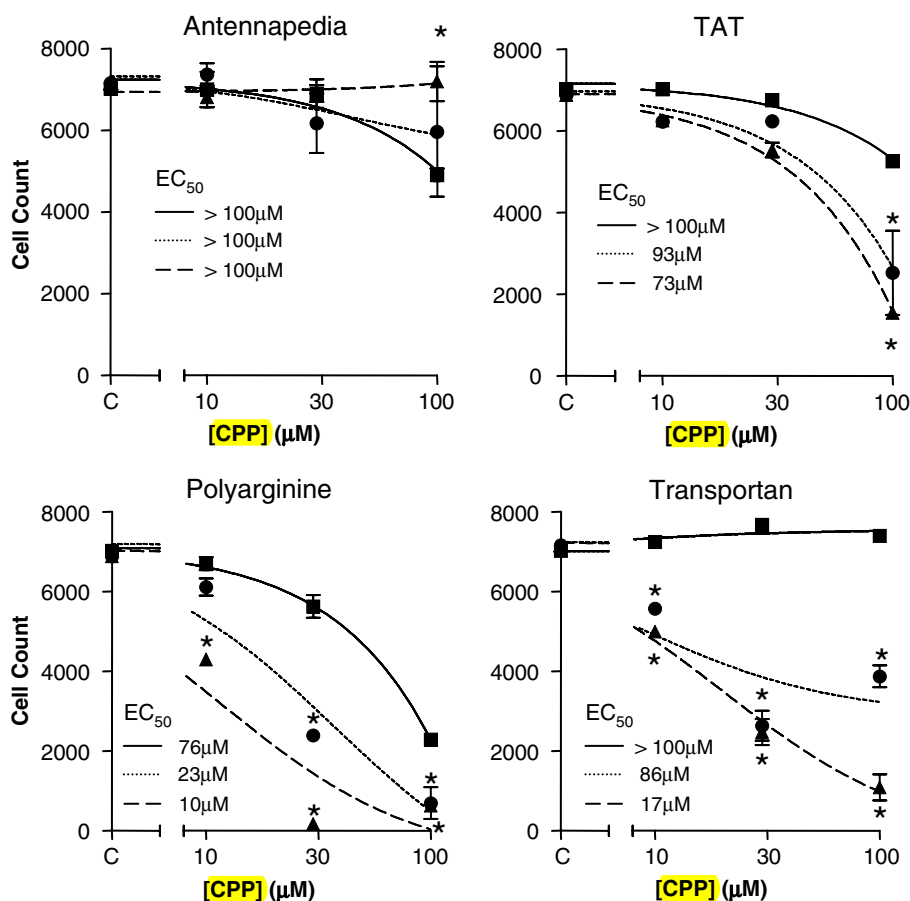 Antennapedia
*
8000
6000
4000
2000
0
Cell Count
EC50
> 100μM
> 100μM
> 100μM
C
10
30
100
[CPP] (μM)
TAT
8000
6000
4000
2000
0
EC50
> 100μM
93μM
73μM
*
*
C
10
30
100
[CPP] (μM)
Polyarginine
8000
6000
4000
2000
0
Cell Count
*
*
*
*
*
EC50
76μM
23μM
10μM
C
10
30
100
[CPP] (μM)
Transportan
8000
6000
4000
2000
0
*
*
*
*
*
*
EC50
> 100μM
86μM
17μM
C
10
30
100
[CPP] (μM)